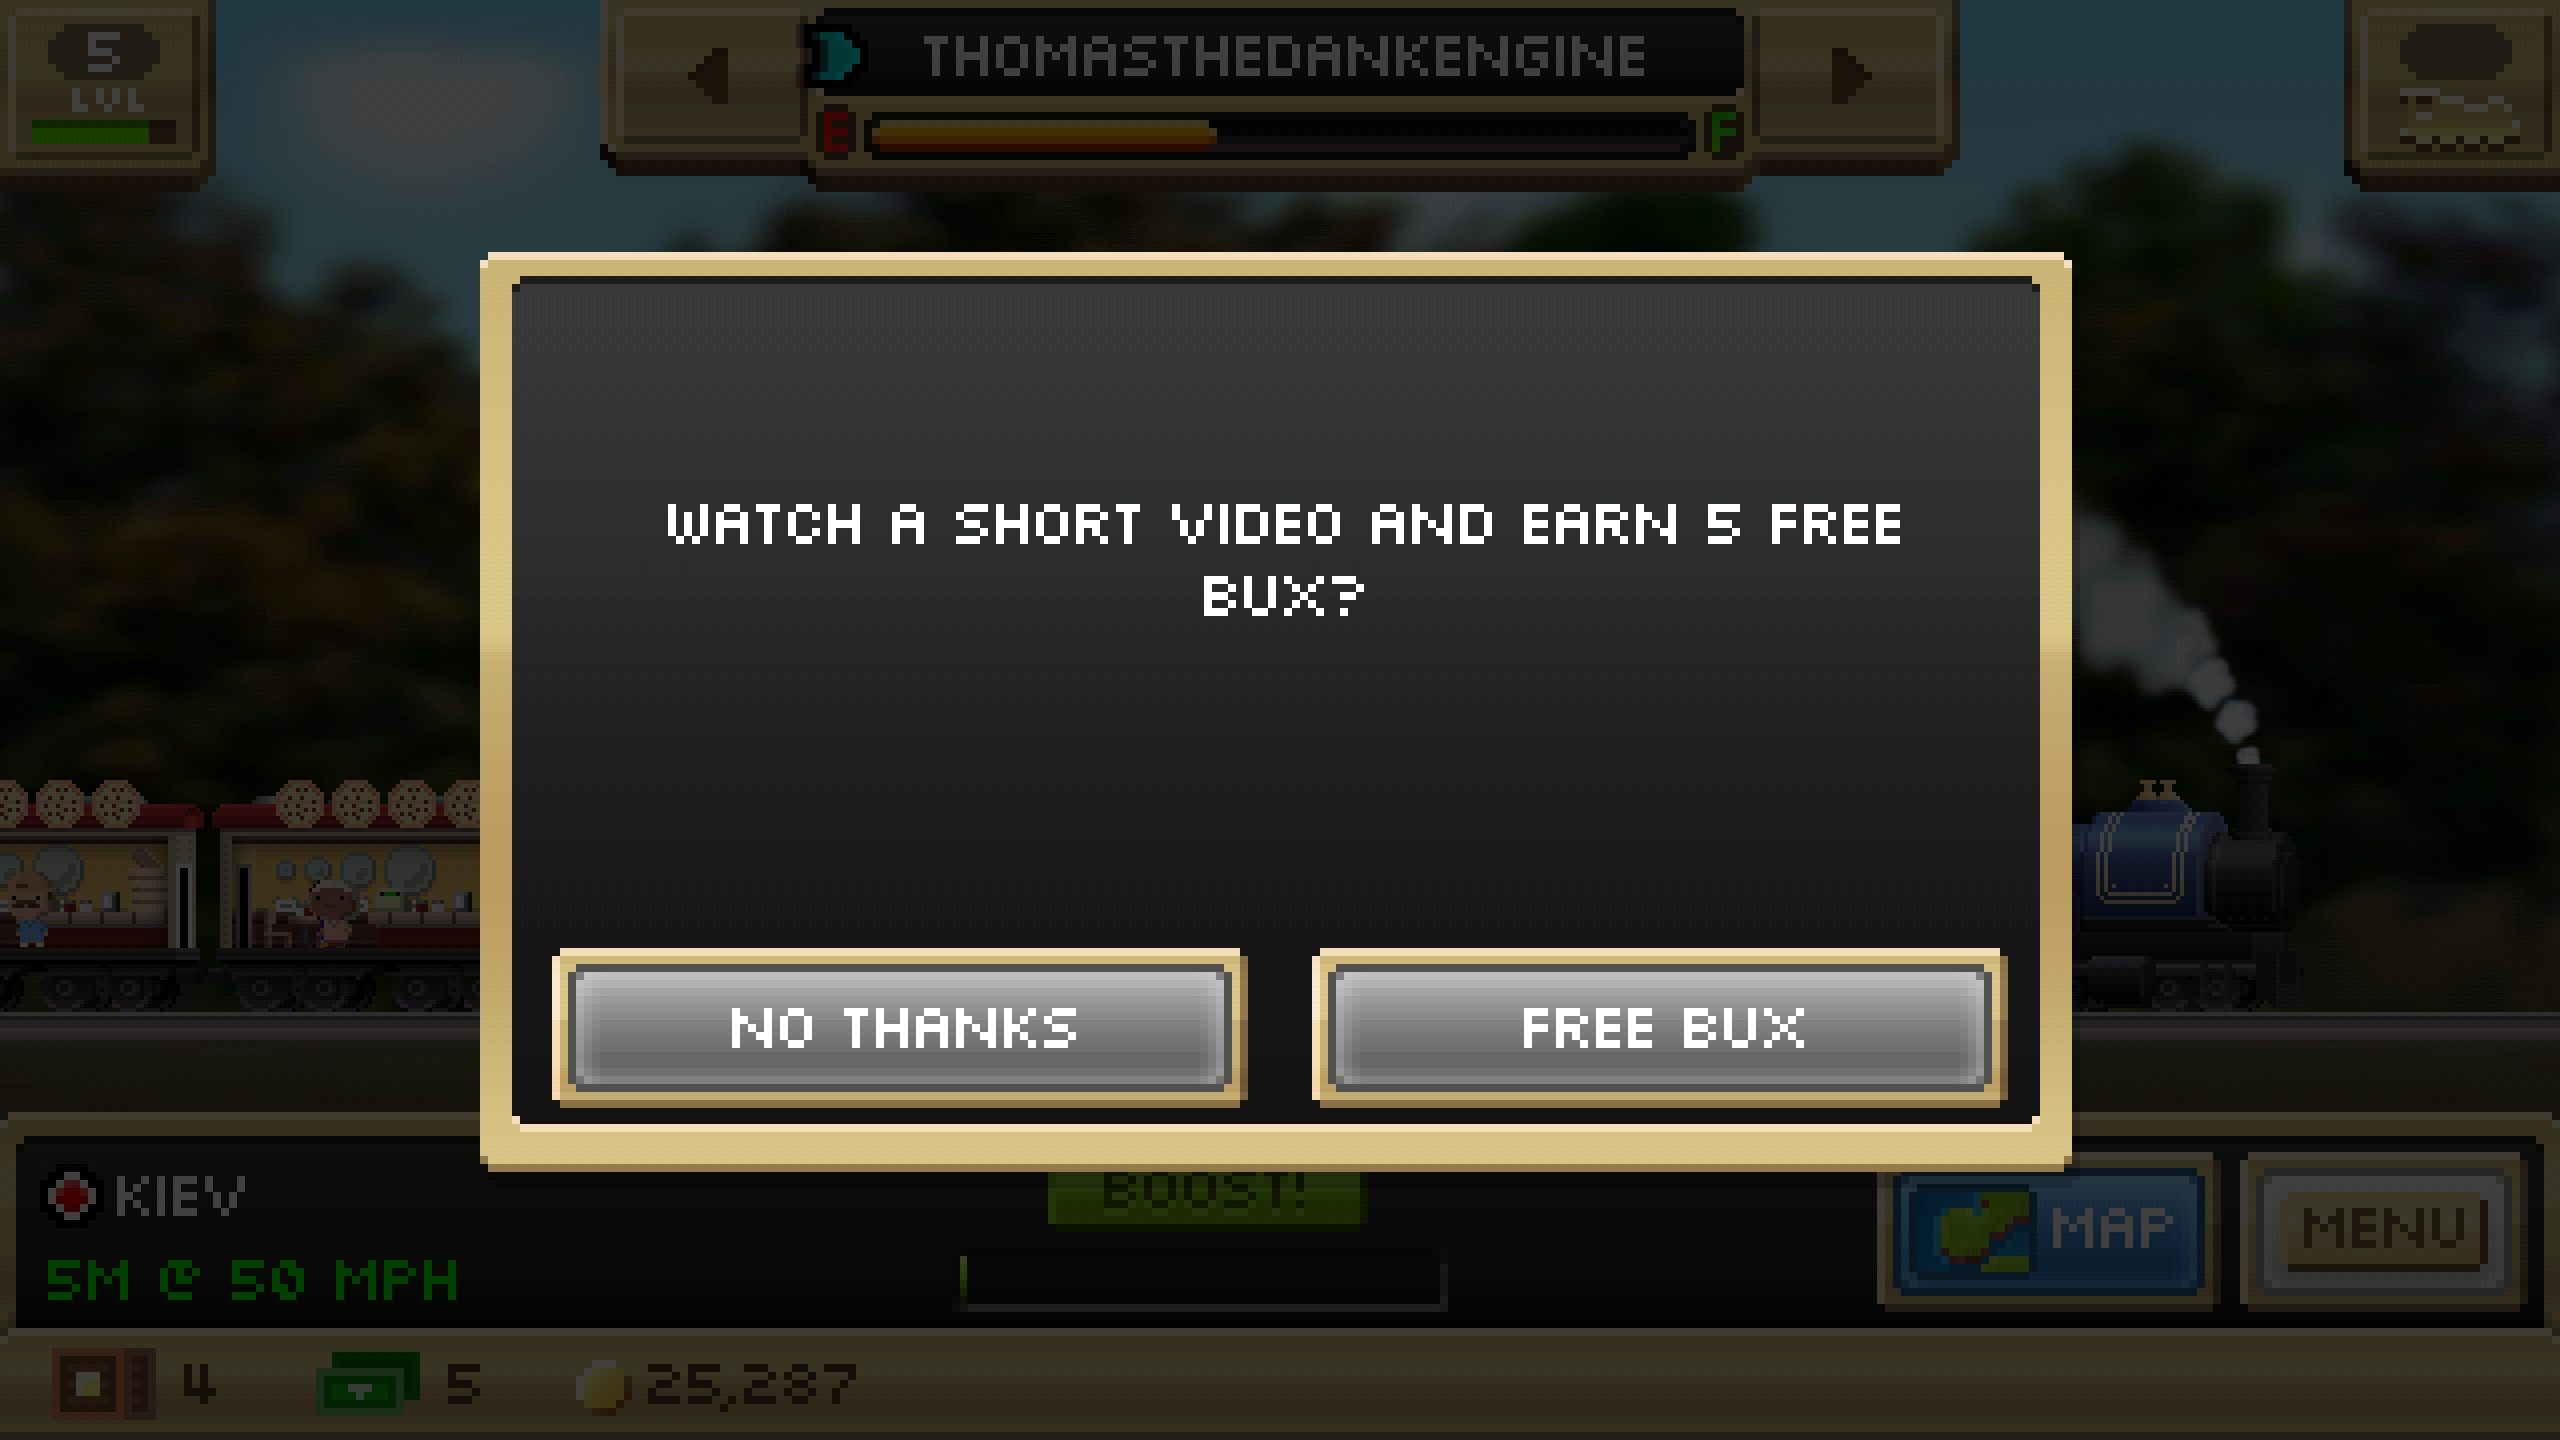 5
LVL
THOMASTHEDANKENGINE
E
F
WATCH A SHORT VIDEO AND EARN 5 FREE
BUX?
NO THANKS
FREE BUX
BOOST!
KIEV
5M @ 50 MPH
MAP
MENU
4
5
25,287